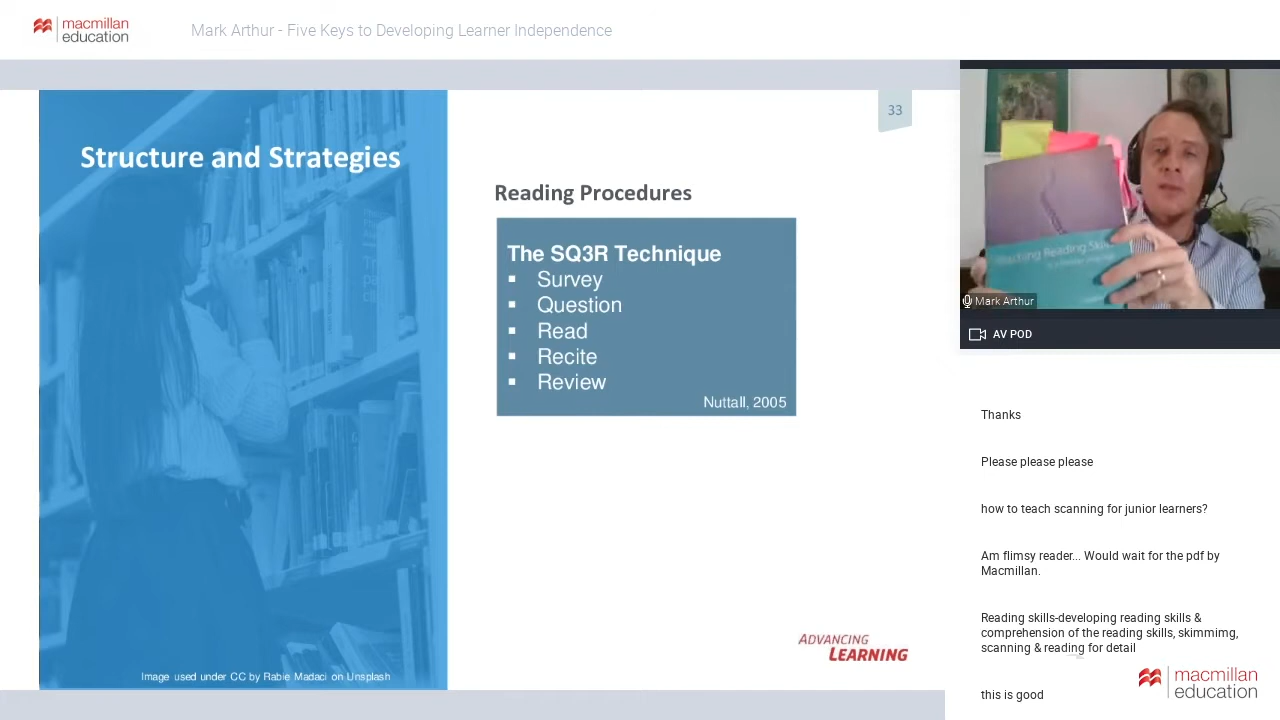 macmillan
education
Mark Arthur - Five Keys to Developing Learner Independence
33
Structure and Strategies
Reading Procedures
The SQ3R Technique
▪ Survey
▪ Question
▪ Read
▪ Recite
▪ Review
Nuttall, 2005
Image used under CC by Rabie Madaci on Unsplash
ADVANCING
LEARNING
Teaching Reading Skills
Mark Arthur
AV POD
Thanks
Please please please
how to teach scanning for junior learners?
Am flimsy reader... Would wait for the pdf by
Macmillan.
Reading skills-developing reading skills &
comprehension of the reading skills, skimmimg,
scanning & reading for detail
this is good
macmillan
education